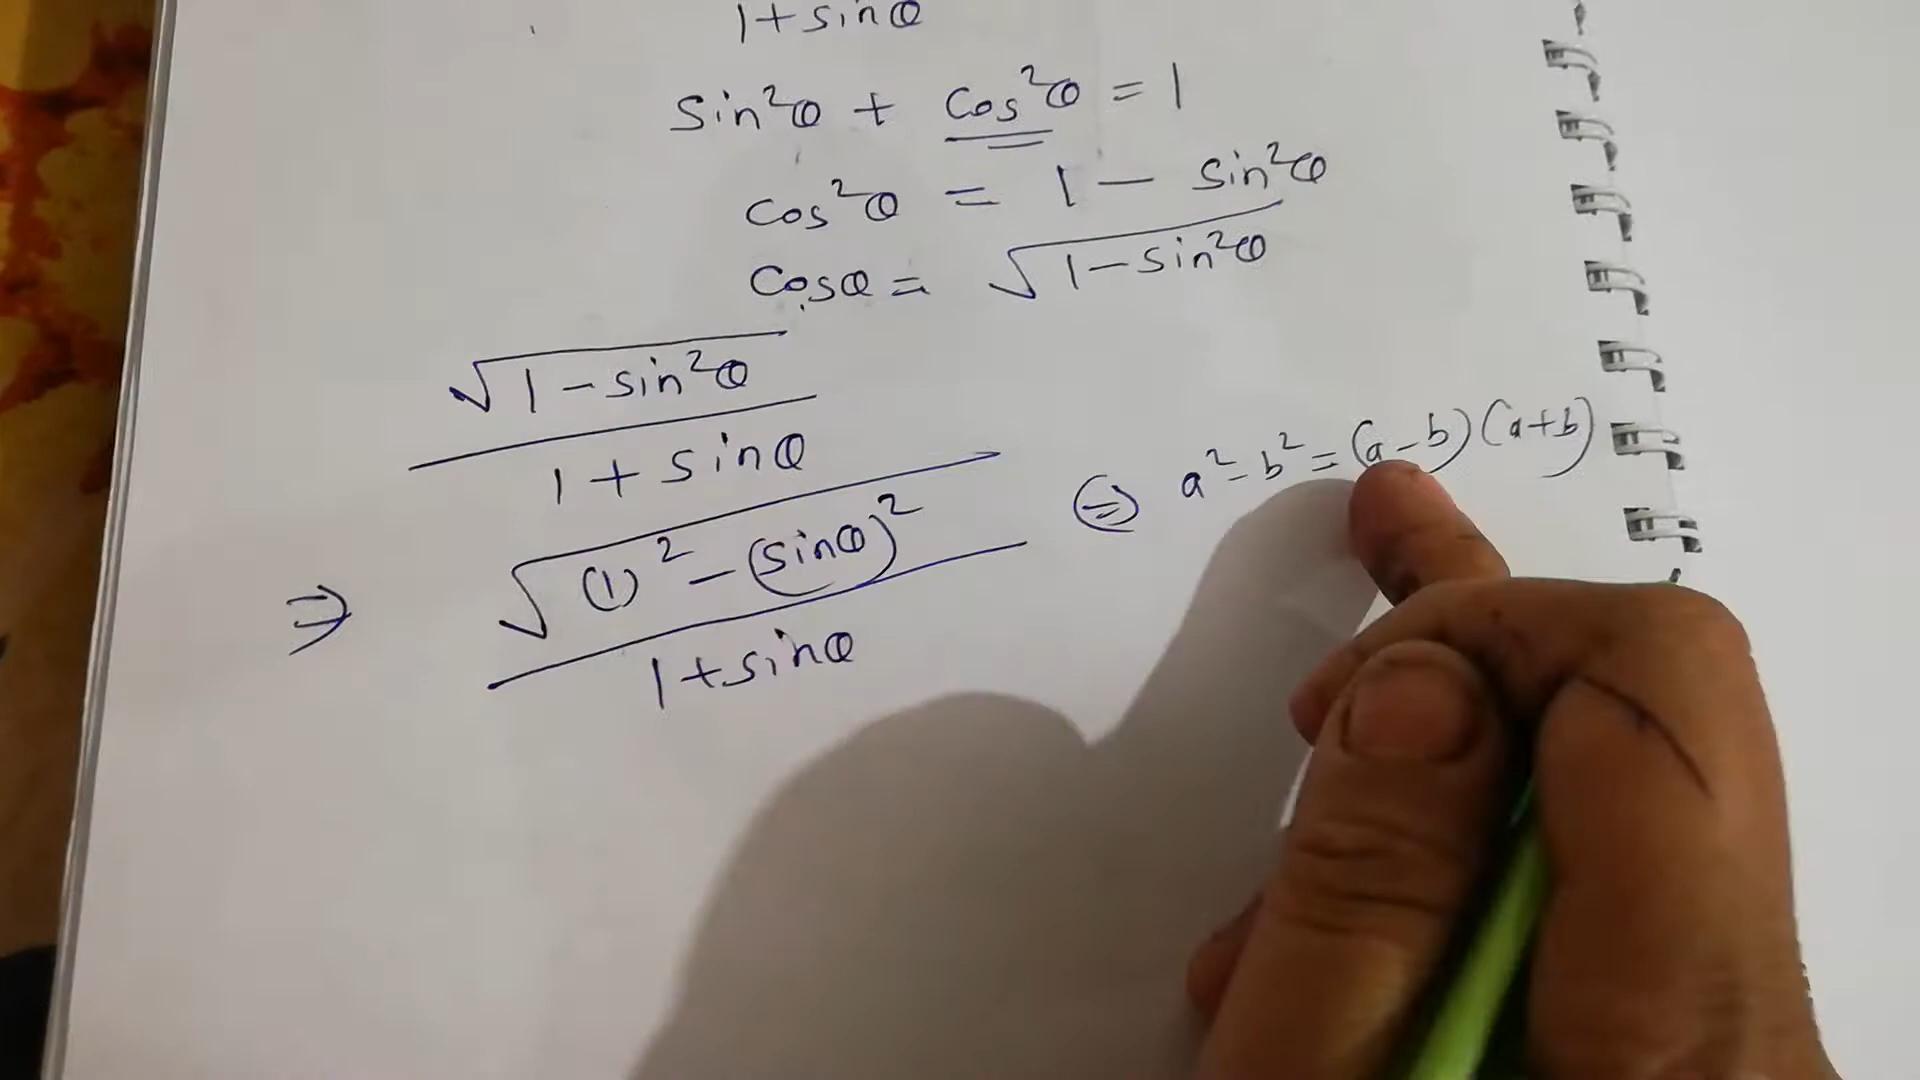 1+sinθ
sin²θ + cos²θ = 1
cos²θ = 1 - sin²θ
cosθ = √1-sin²θ
√1-sin²θ
1+sinθ
⇒ a²-b² = (a-b)(a+b)
⇒ √(1)²-(sinθ)²
1+sinθ